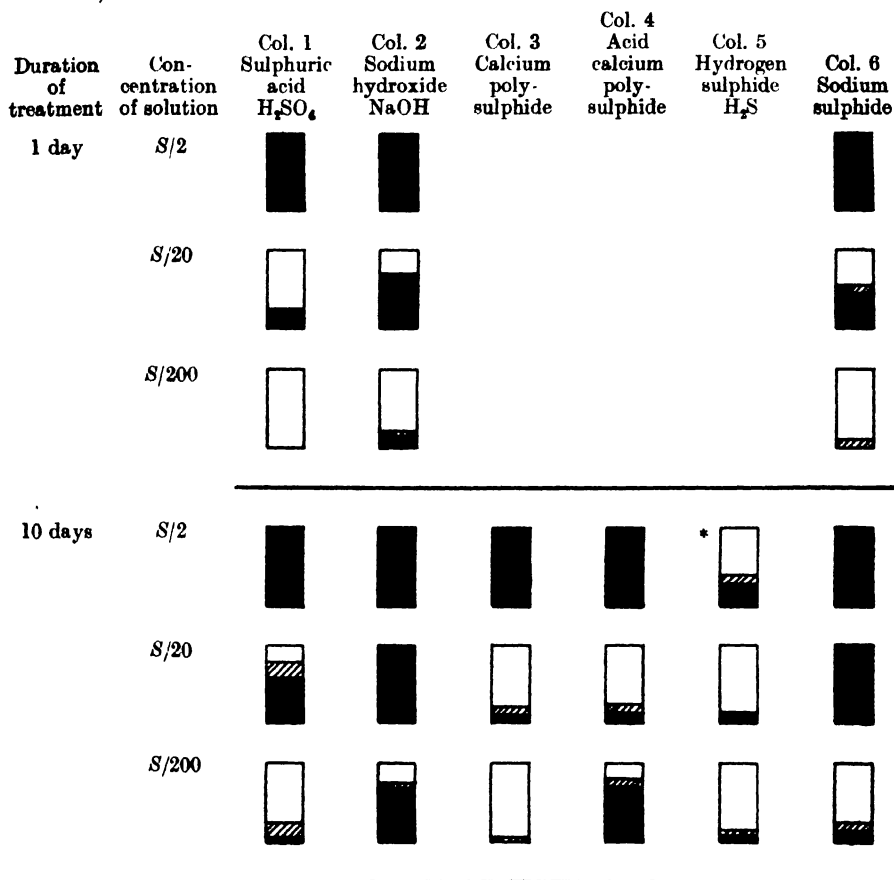 Duration of treatment
Con- centration of solution
Col. 1 Sulphuric acid H₂SO₄
Col. 2 Sodium hydroxide NaOH
Col. 3 Calcium poly- sulphide
Col. 4 Acid calcium poly- sulphide
Col. 5 Hydrogen sulphide H₂S
Col. 6 Sodium sulphide
1 day S/2
S/20
S/200
10 days S/2 *
S/20
S/200